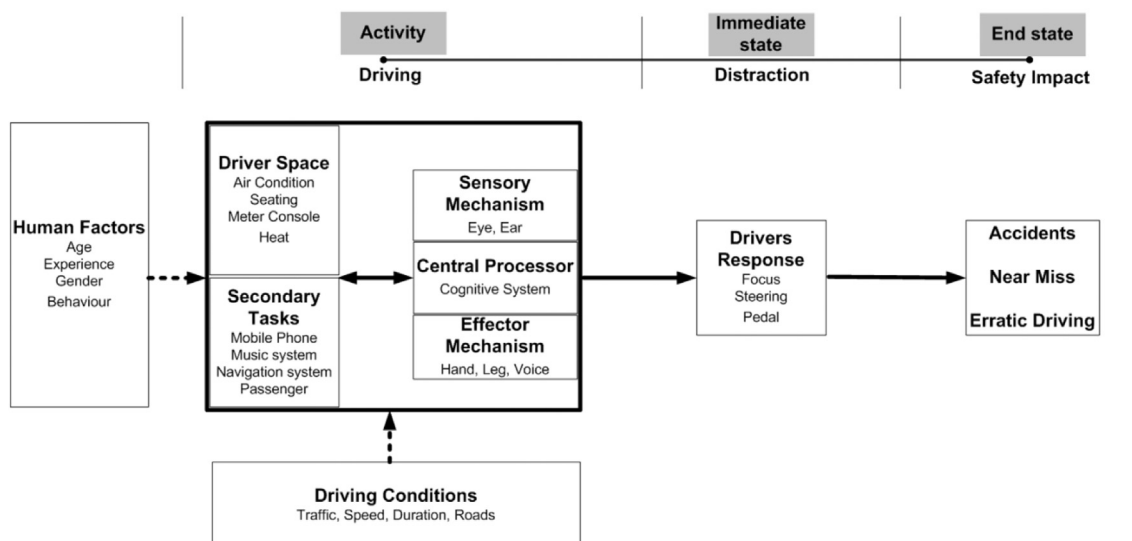 Activity
Immediate
state
End state
Driving
Distraction
Safety Impact
Human Factors
Age
Experience
Gender
Behaviour
Driver Space
Air Condition
Seating
Meter Console
Heat
Secondary
Tasks
Mobile Phone
Music system
Navigation system
Passenger
Sensory
Mechanism
Eye, Ear
Central Processor
Cognitive System
Effector
Mechanism
Hand, Leg, Voice
Drivers
Response
Focus
Steering
Pedal
Accidents
Near Miss
Erratic Driving
Driving Conditions
Traffic, Speed, Duration, Roads